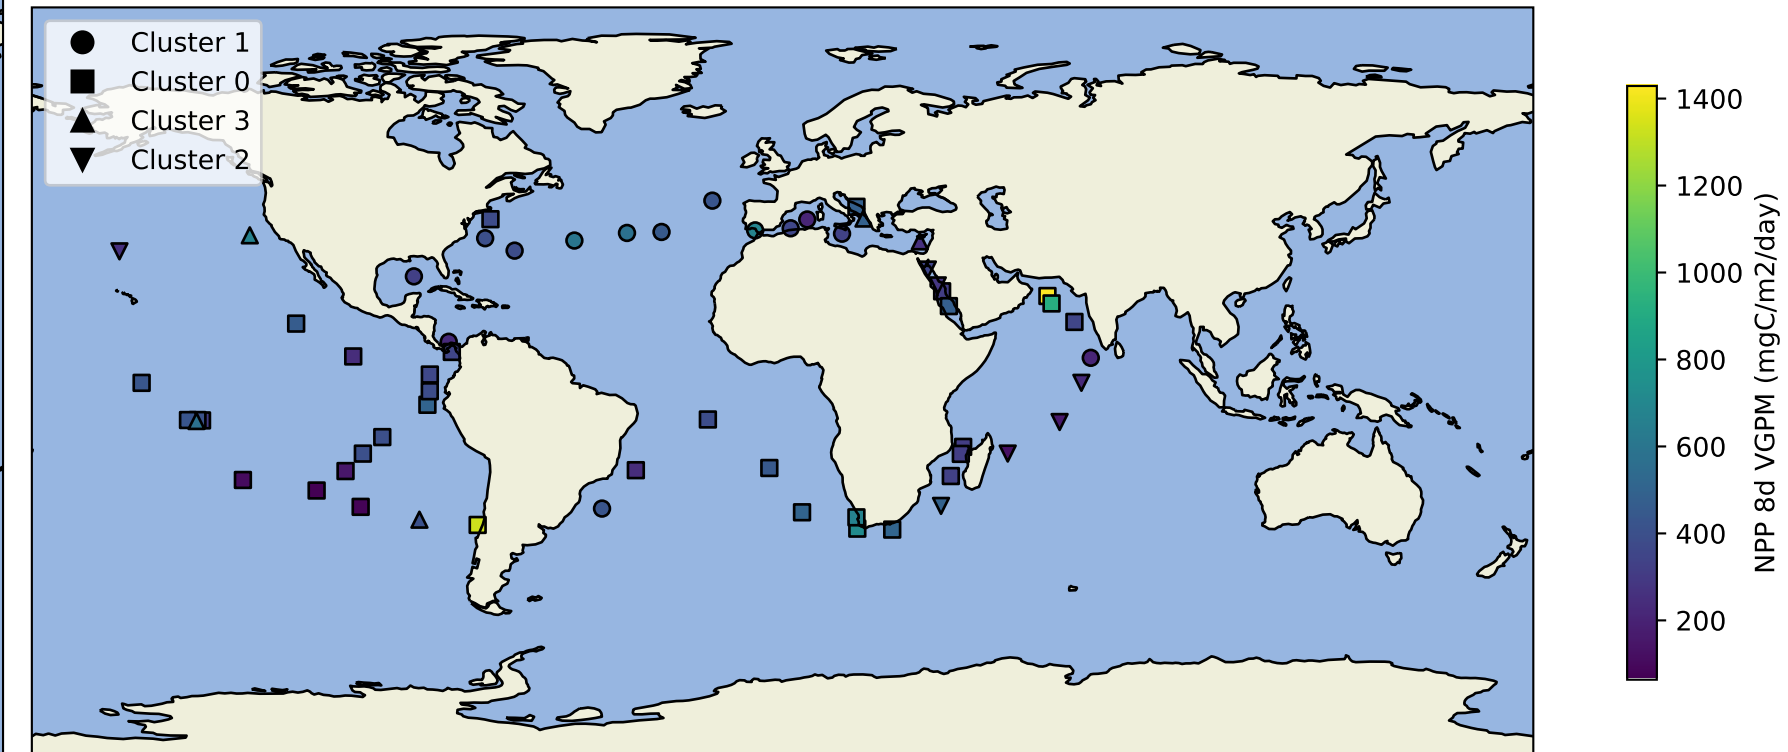 Cluster 1
Cluster 0
Cluster 3
Cluster 2
1400
1200
1000
800
600
400
200
NPP 8d VGPM (mgC/m2/day)